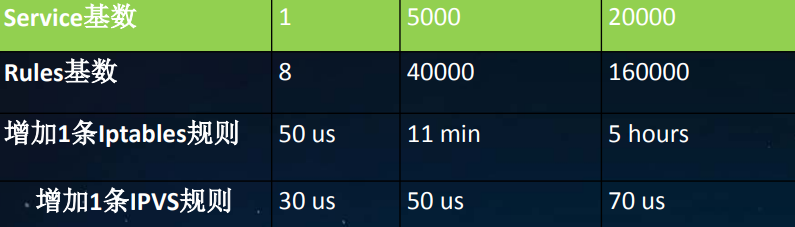 Service基数 1 5000 20000
Rules基数 8 40000 160000
增加1条Iptables规则 50 us 11 min 5 hours
增加1条IPVS规则 30 us 50 us 70 us